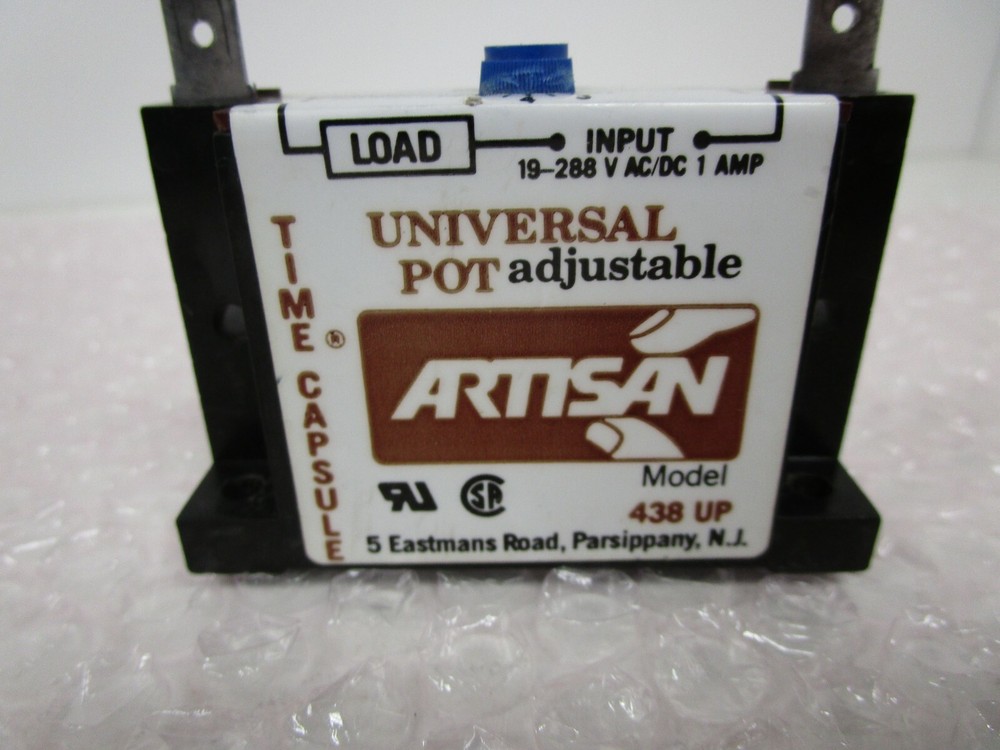 LOAD
INPUT
19-288 V AC/DC 1 AMP
TIME CAPSULE ®
UNIVERSAL
POT adjustable
ARTISAN
Model
438 UP
5 Eastmans Road, Parsippany, N.J.